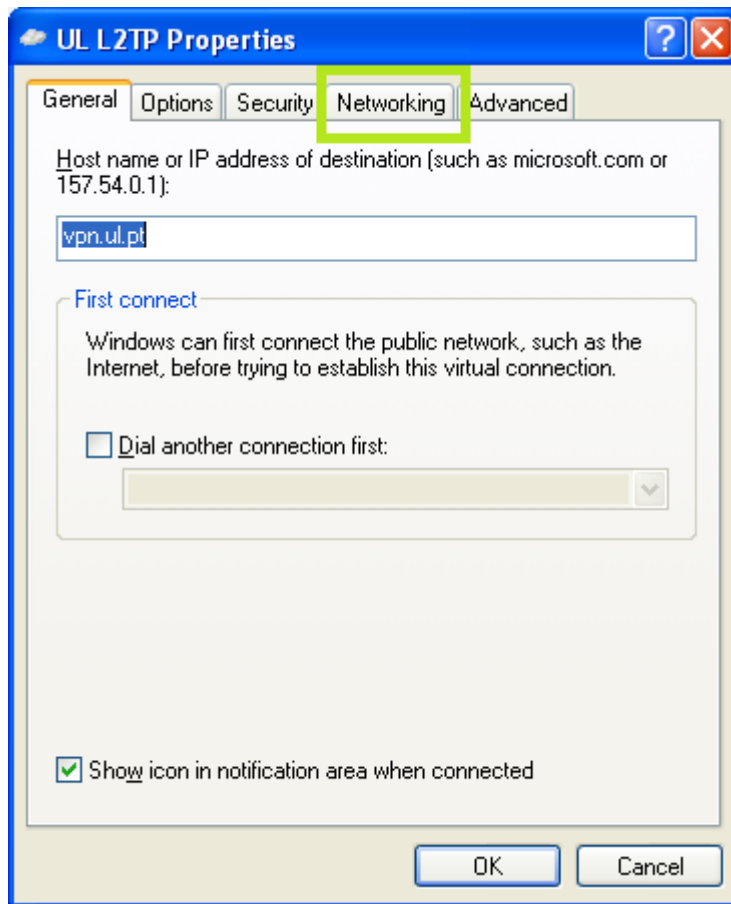 UL L2TP Properties
General Options Security Networking Advanced
Host name or IP address of destination (such as microsoft.com or
157.54.0.1):
vpn.ul.pt
First connect
Windows can first connect the public network, such as the
Internet, before trying to establish this virtual connection.
Dial another connection first:
Show icon in notification area when connected
OK Cancel